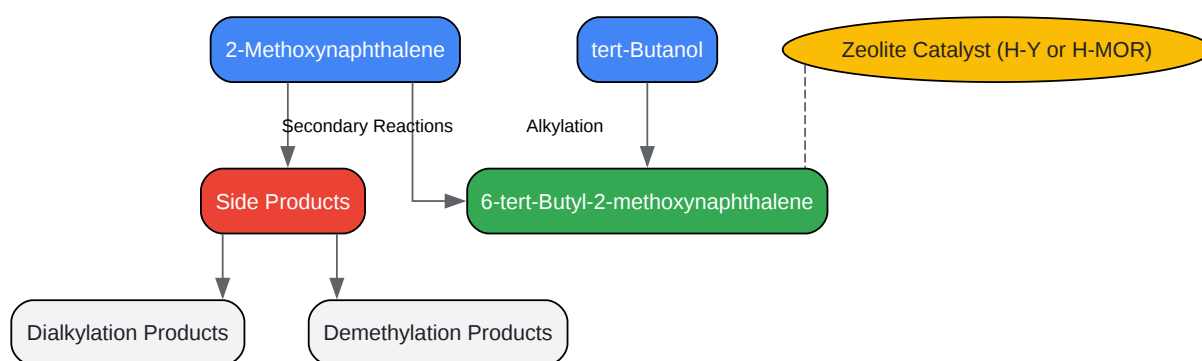 2-Methoxynaphthalene
tert-Butanol
Zeolite Catalyst (H-Y or H-MOR)
Secondary Reactions
Alkylation
Side Products
6-tert-Butyl-2-methoxynaphthalene
Dialkylation Products
Demethylation Products